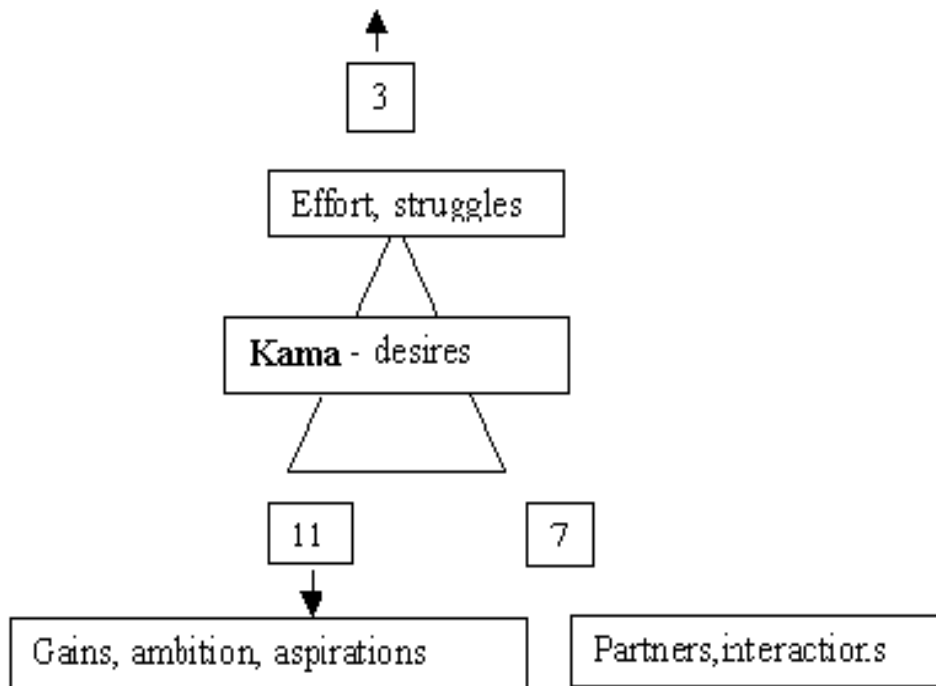 3
Effort, struggles
Kama - desires
11
7
Gains, ambition, aspirations
Partners,interactions